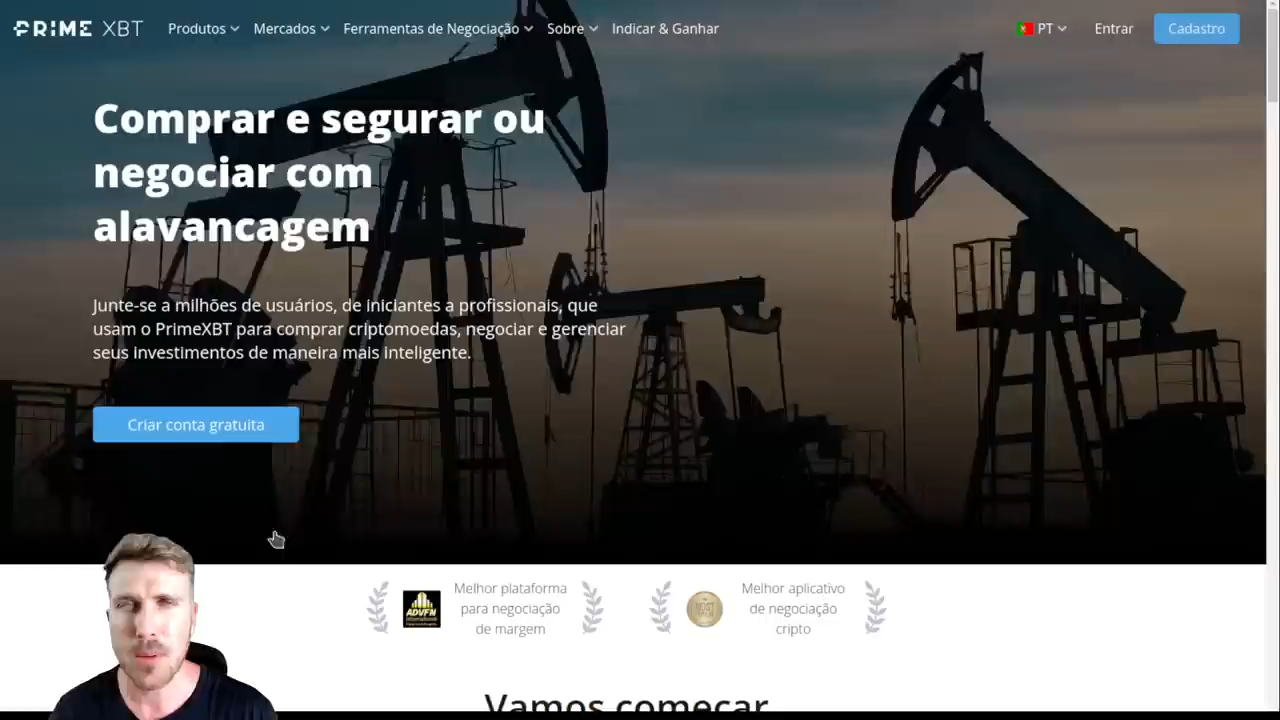 PRIME XBT
Produtos
Mercados
Ferramentas de Negociação
Sobre
Indicar & Ganhar
PT
Entrar
Cadastro
Comprar e segurar ou
negociar com
alavancagem
Junte-se a milhões de usuários, de iniciantes a profissionais, que
usam o PrimeXBT para comprar criptomoedas, negociar e gerenciar
seus investimentos de maneira mais inteligente.
Criar conta gratuita
ADVFN
Melhor plataforma
para negociação
de margem
Melhor aplicativo
de negociação
cripto
Vamos começar